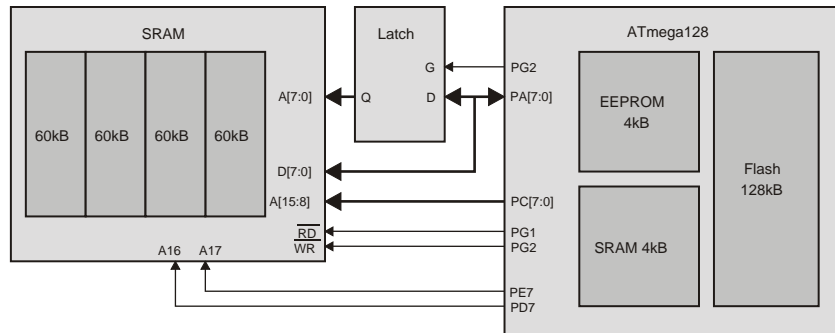 SRAM
60kB 60kB 60kB 60kB
A[7:0]
D[7:0]
A[15:8]
RD
WR
A16 A17
Latch
G
Q D
ATmega128
PG2
PA[7:0]
PC[7:0]
PG1
PG2
PE7
PD7
EEPROM
4kB
SRAM 4kB
Flash
128kB